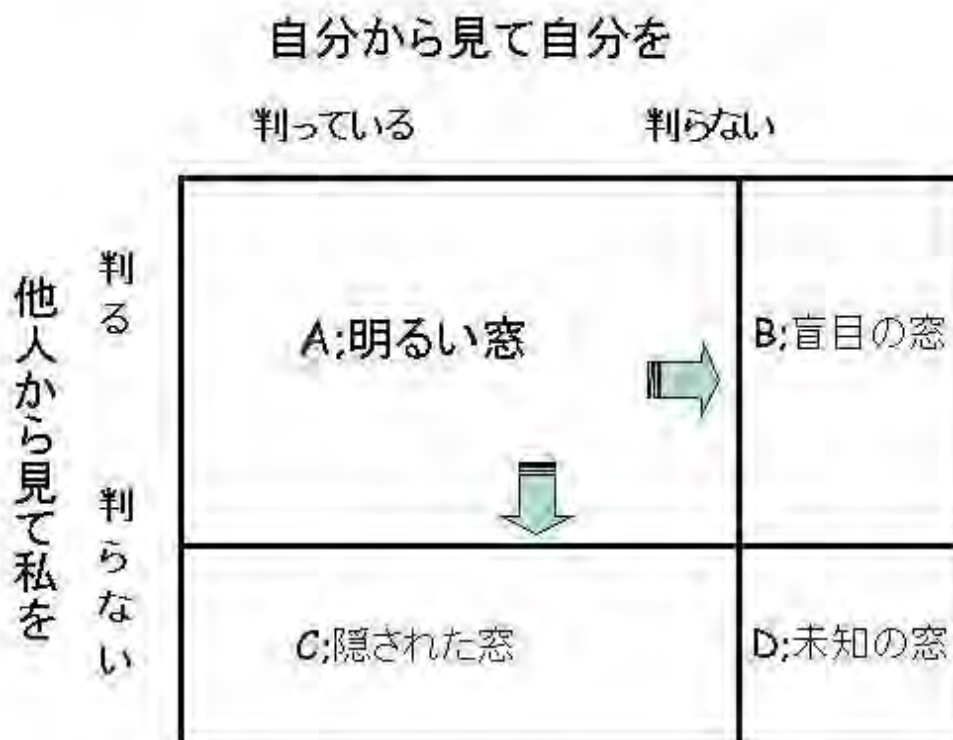 自分から見て自分を
判っている
判らない
他人から見て私を
判る
判らない
A;明るい窓
B;盲目の窓
C;隠された窓
D;未知の窓